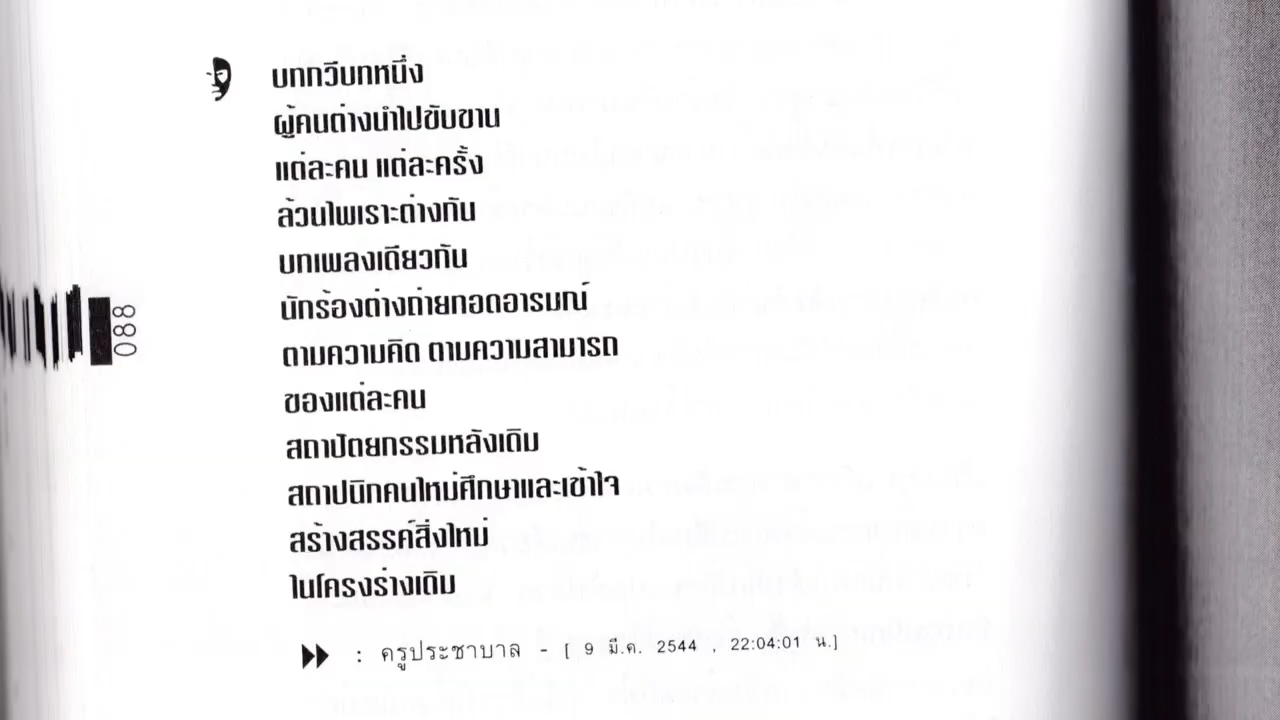 บทกวีบทหนึ่ง
ผู้คนต่างนำไปขับขาน
แต่ละคน แต่ละครั้ง
ล้วนไพเราะต่างกัน
บทเพลงเดียวกัน
นักร้องต่างถ่ายทอดอารมณ์
ตามความคิด ตามความสามารถ
ของแต่ละคน
สถาปัตยกรรมหลังเดิม
สถาปนิกคนใหม่ศึกษาและเข้าใจ
สร้างสรรค์สิ่งใหม่
ในโครงร่างเดิม
: ครูประชาบาล - [ 9 มี.ค. 2544 , 22:04:01 น.]
088